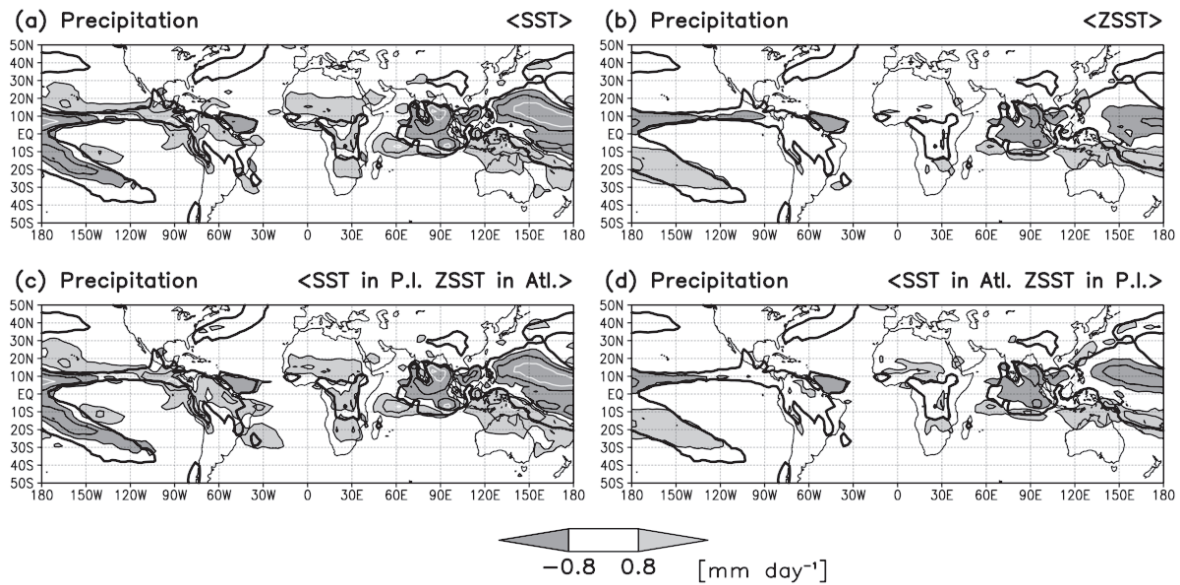 (a) Precipitation <SST>
(b) Precipitation <ZSST>
50N
40N
30N
20N
10N
EQ
10S
20S
30S
40S
50S
180 150W 120W 90W 60W 30W 0 30E 60E 90E 120E 150E 180
50N
40N
30N
20N
10N
EQ
10S
20S
30S
40S
50S
180 150W 120W 90W 60W 30W 0 30E 60E 90E 120E 150E 180
(c) Precipitation <SST in P.I. ZSST in Atl.>
(d) Precipitation <SST in Atl. ZSST in P.I.>
50N
40N
30N
20N
10N
EQ
10S
20S
30S
40S
50S
180 150W 120W 90W 60W 30W 0 30E 60E 90E 120E 150E 180
50N
40N
30N
20N
10N
EQ
10S
20S
30S
40S
50S
180 150W 120W 90W 60W 30W 0 30E 60E 90E 120E 150E 180
-0.8 0.8 [mm day⁻¹]